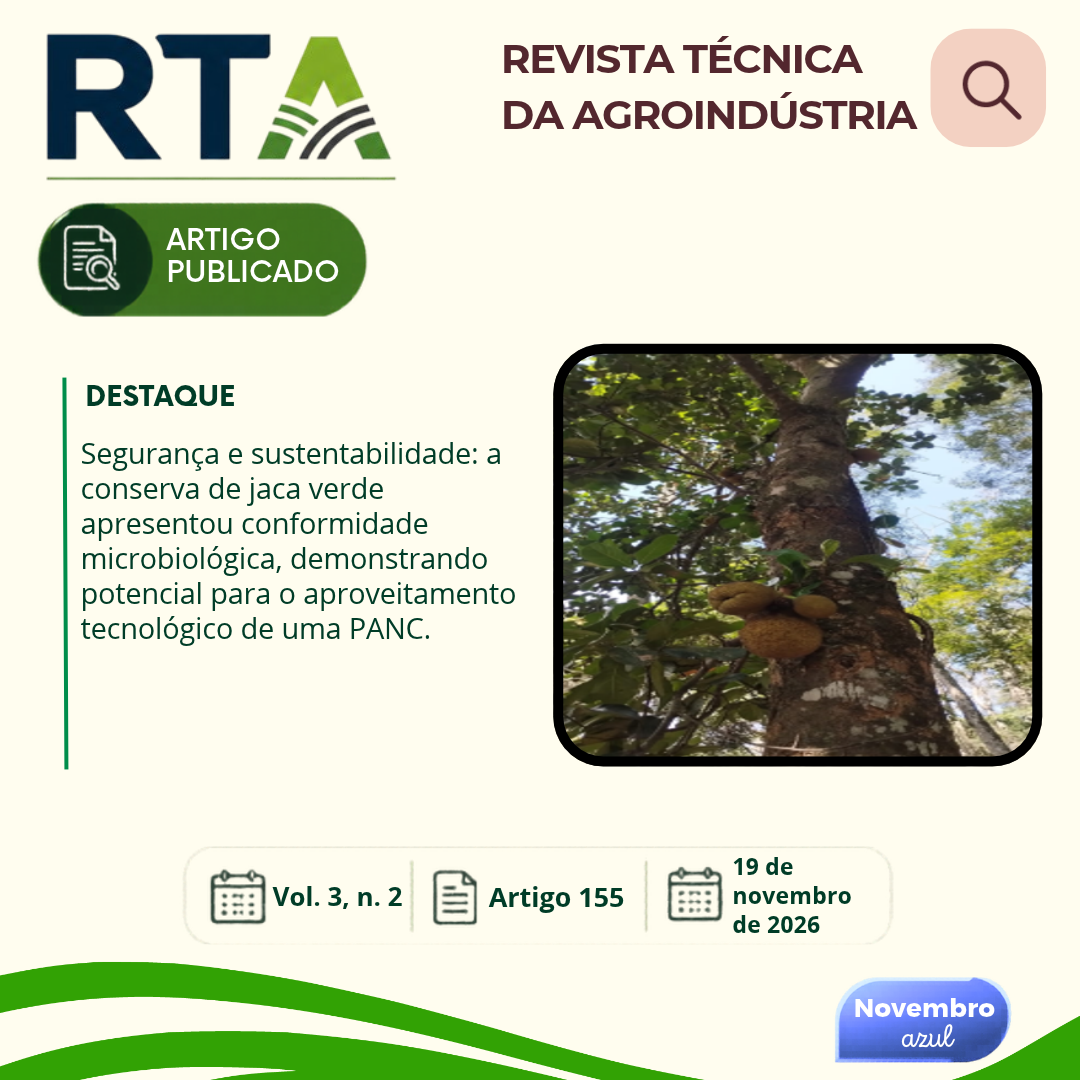 RTA
REVISTA TÉCNICA
DA AGROINDÚSTRIA
ARTIGO
PUBLICADO
DESTAQUE
Segurança e sustentabilidade: a
conserva de jaca verde
apresentou conformidade
microbiológica, demonstrando
potencial para o aproveitamento
tecnológico de uma PANC.
Vol. 3, n. 2
Artigo 155
19 de
novembro
de 2026
Novembro
azul